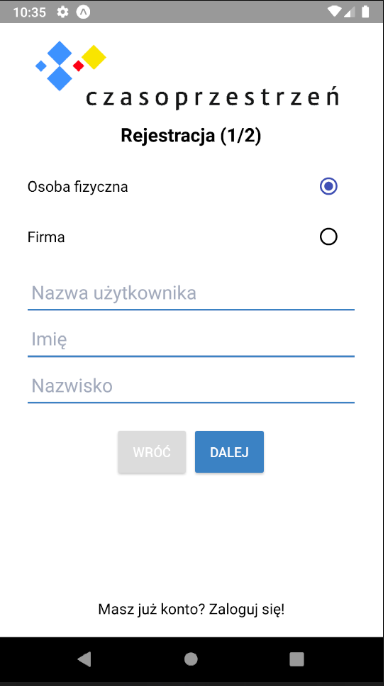 10:35
czasoprzestrzeń
Rejestracja (1/2)
Osoba fizyczna
Firma
Nazwa użytkownika
Imię
Nazwisko
WRÓĆ DALEJ
Masz już konto? Zaloguj się!